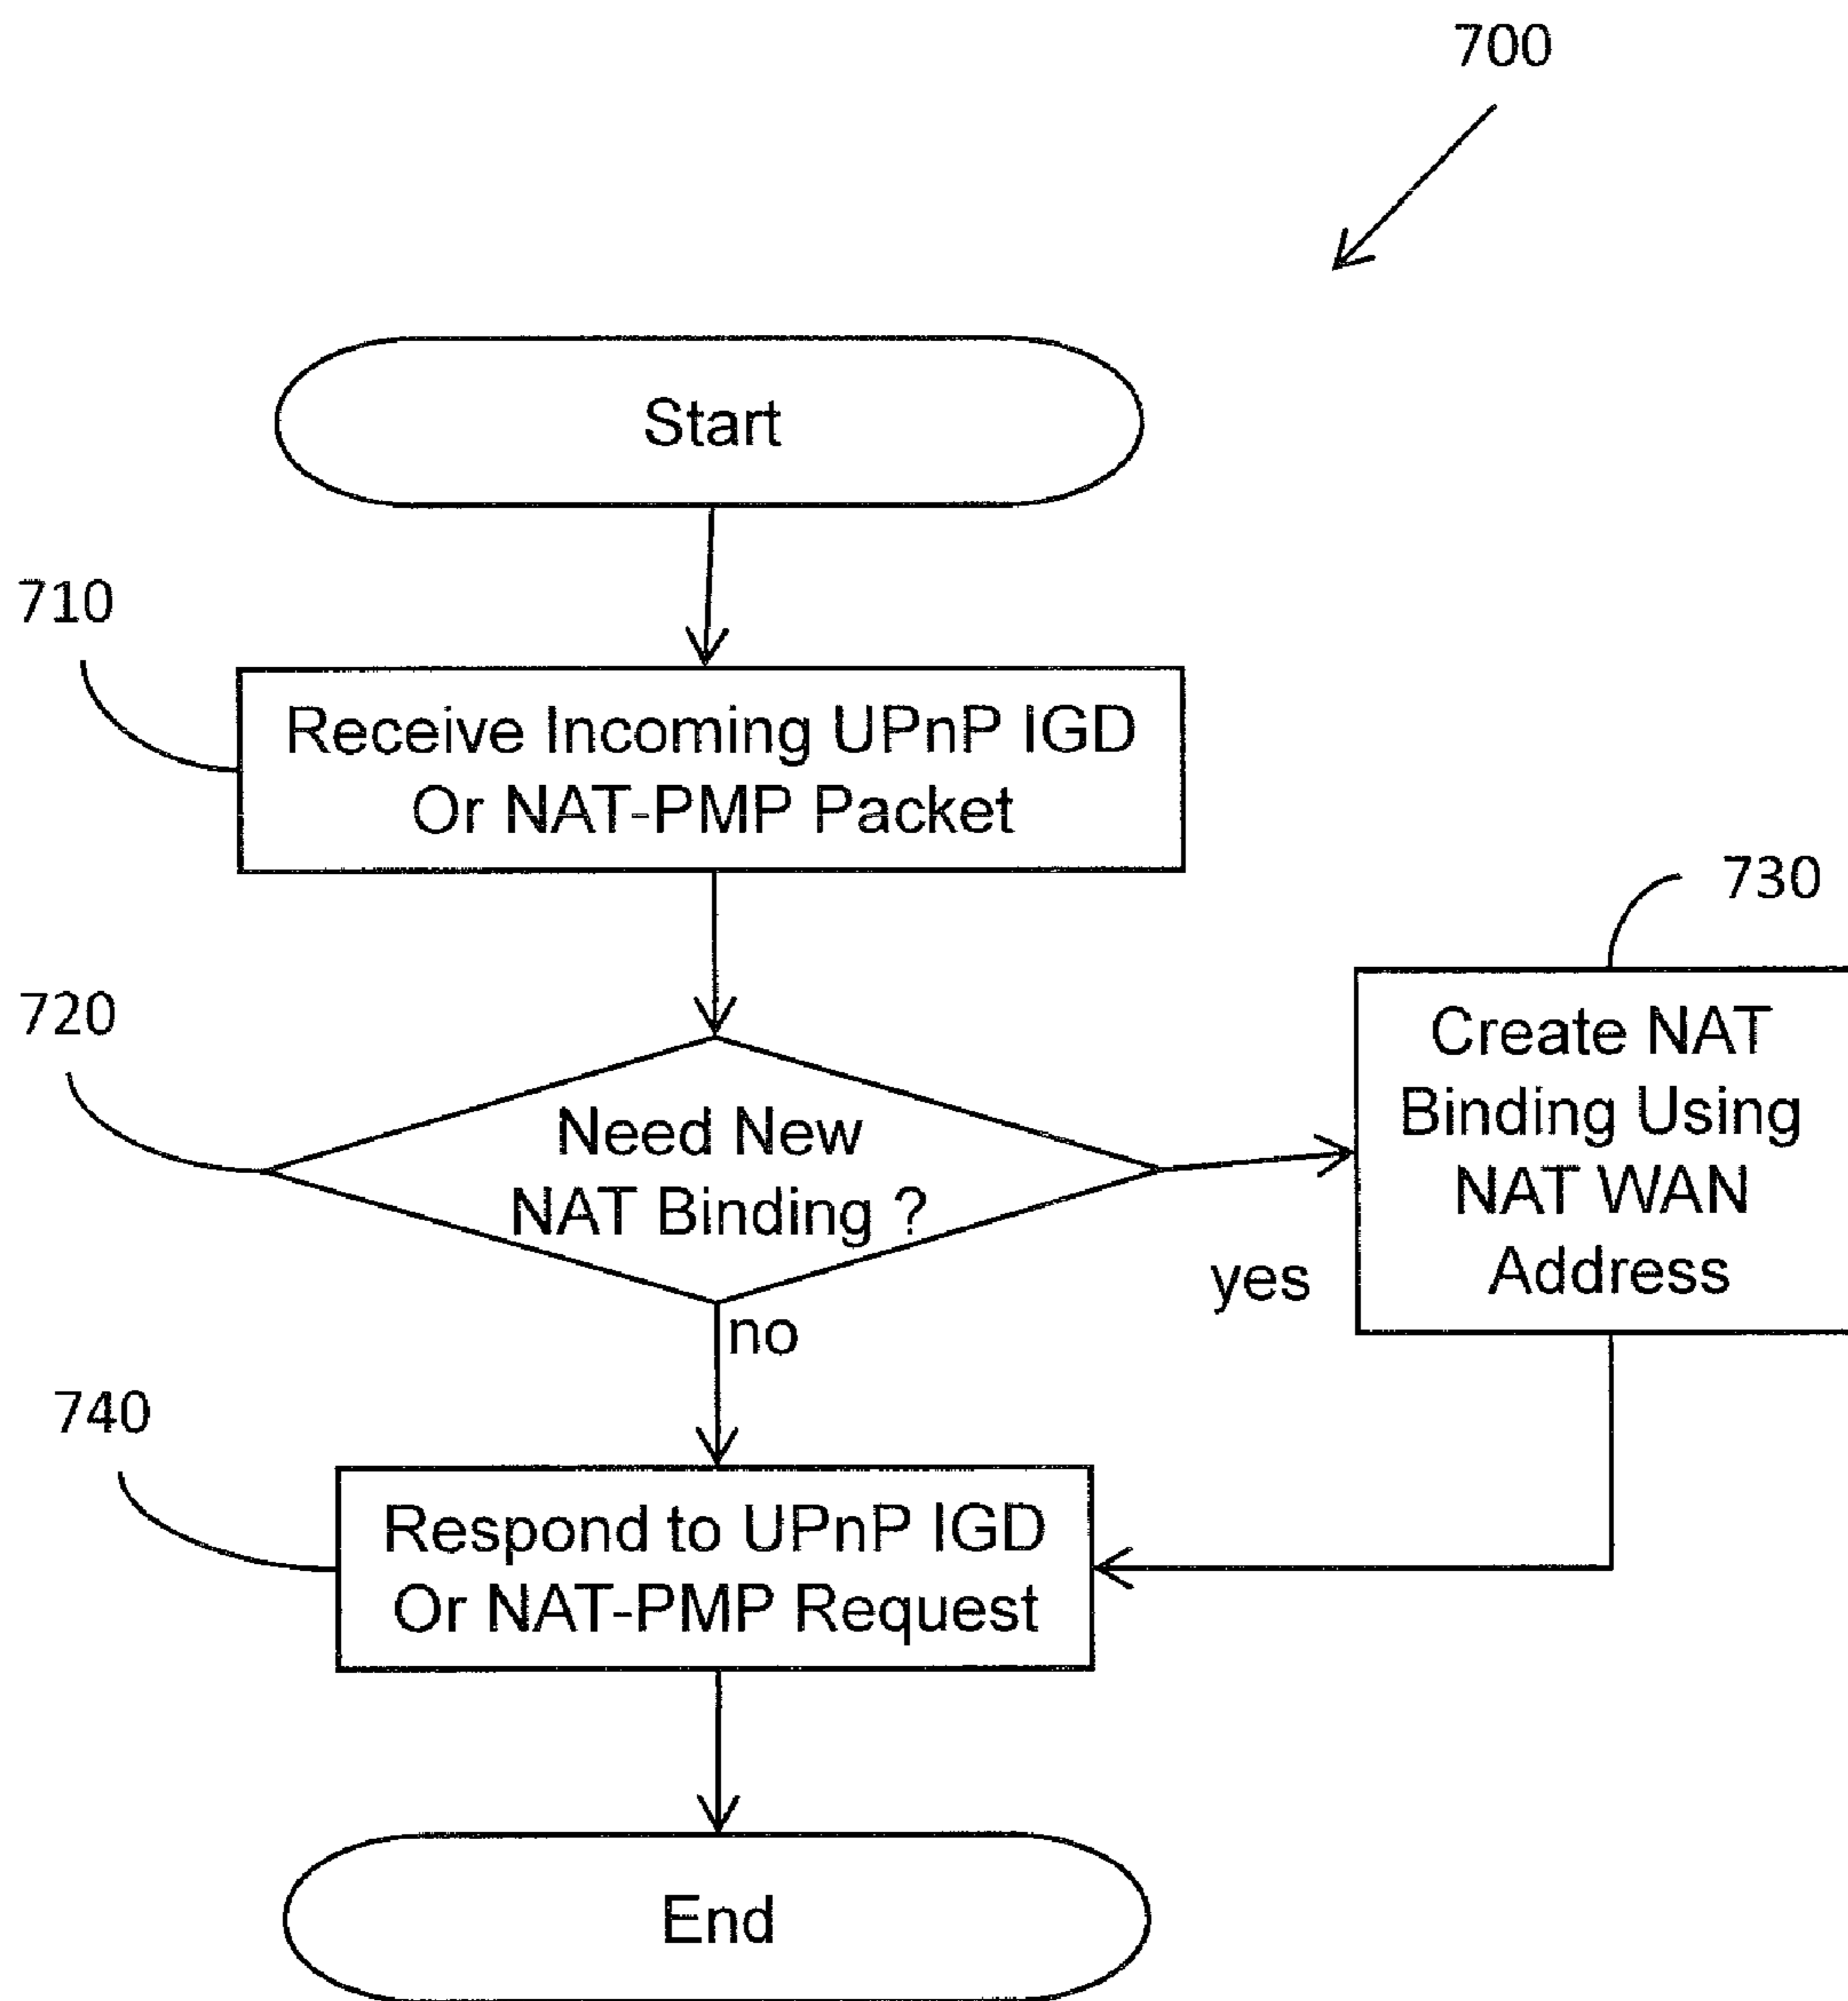 700
Start
710
Receive Incoming UPnP IGD
Or NAT-PMP Packet
730
720
Create NAT
Binding Using
NAT WAN
Address
Need New
NAT Binding ?
yes
no
740
Respond to UPnP IGD
Or NAT-PMP Request
End